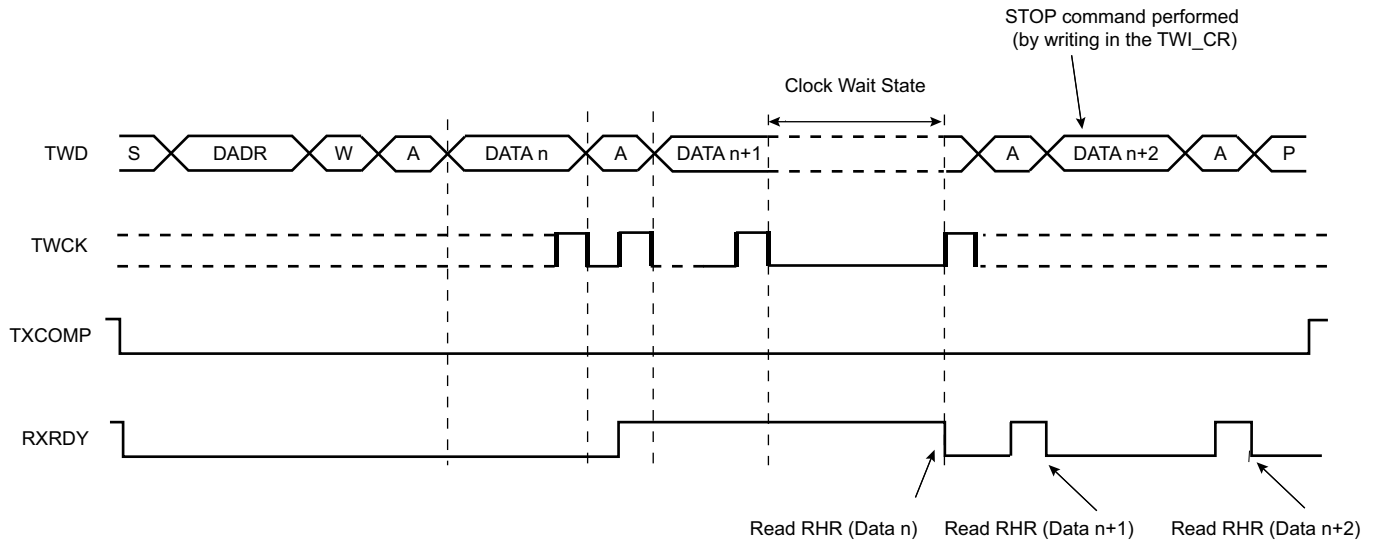 STOP command performed
(by writing in the TWI_CR)
Clock Wait State
TWD S DADR W A DATA n A DATA n+1 A DATA n+2 A P
TWCK
TXCOMP
RXRDY
Read RHR (Data n) Read RHR (Data n+1) Read RHR (Data n+2)